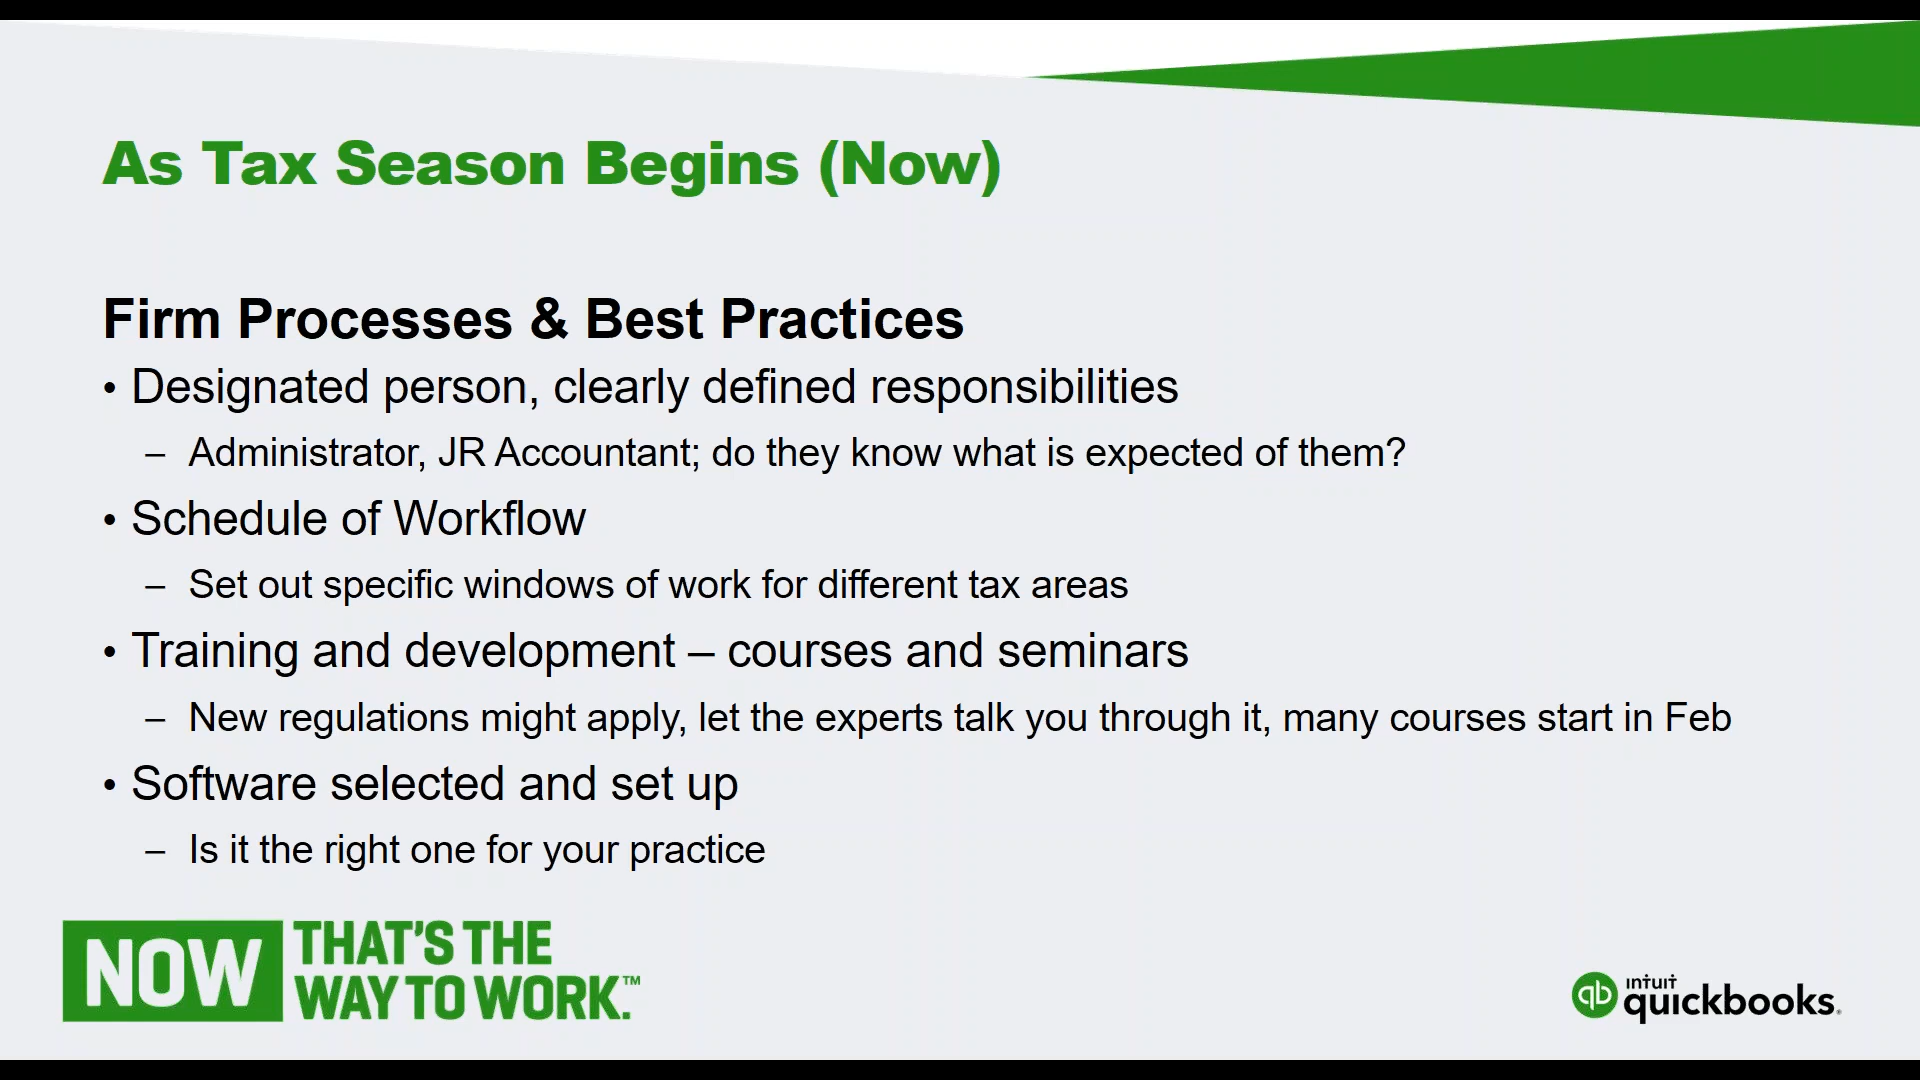 As Tax Season Begins (Now)
Firm Processes & Best Practices
• Designated person, clearly defined responsibilities
– Administrator, JR Accountant; do they know what is expected of them?
• Schedule of Workflow
– Set out specific windows of work for different tax areas
• Training and development – courses and seminars
– New regulations might apply, let the experts talk you through it, many courses start in Feb
• Software selected and set up
– Is it the right one for your practice
NOW THAT'S THE
WAY TO WORK.™
qb intuit
quickbooks.